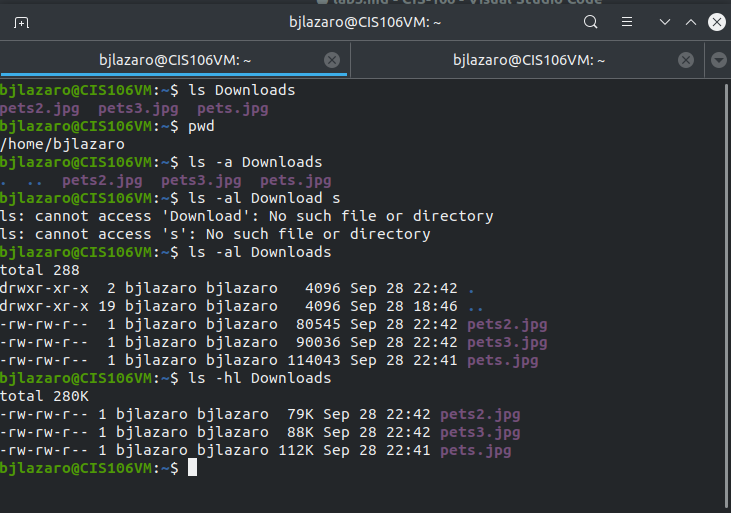 lab3.md - CIS-106 - Visual Studio Code
bjlazaro@CIS106VM: ~
bjlazaro@CIS106VM: ~ bjlazaro@CIS106VM: ~
bjlazaro@CIS106VM:~$ ls Downloads
pets2.jpg  pets3.jpg  pets.jpg
bjlazaro@CIS106VM:~$ pwd
/home/bjlazaro
bjlazaro@CIS106VM:~$ ls -a Downloads
.  ..  pets2.jpg  pets3.jpg  pets.jpg
bjlazaro@CIS106VM:~$ ls -al Download s
ls: cannot access 'Download': No such file or directory
ls: cannot access 's': No such file or directory
bjlazaro@CIS106VM:~$ ls -al Downloads
total 288
drwxr-xr-x  2 bjlazaro bjlazaro   4096 Sep 28 22:42 .
drwxr-xr-x 19 bjlazaro bjlazaro   4096 Sep 28 18:46 ..
-rw-rw-r--  1 bjlazaro bjlazaro  80545 Sep 28 22:42 pets2.jpg
-rw-rw-r--  1 bjlazaro bjlazaro  90036 Sep 28 22:42 pets3.jpg
-rw-rw-r--  1 bjlazaro bjlazaro 114043 Sep 28 22:41 pets.jpg
bjlazaro@CIS106VM:~$ ls -hl Downloads
total 280K
-rw-rw-r-- 1 bjlazaro bjlazaro  79K Sep 28 22:42 pets2.jpg
-rw-rw-r-- 1 bjlazaro bjlazaro  88K Sep 28 22:42 pets3.jpg
-rw-rw-r-- 1 bjlazaro bjlazaro 112K Sep 28 22:41 pets.jpg
bjlazaro@CIS106VM:~$